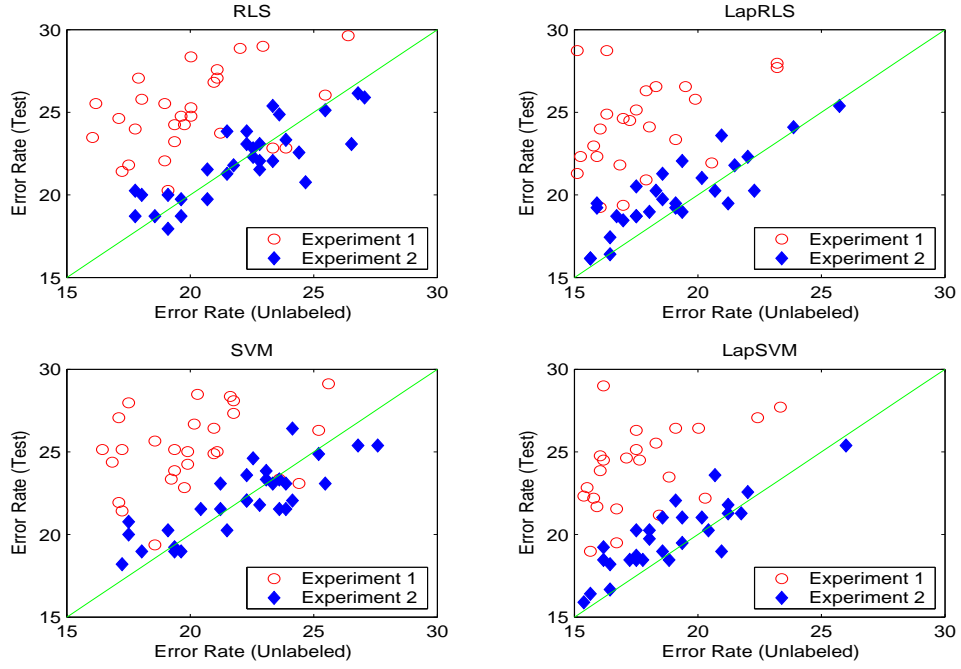 RLS
30
25
20
15
Error Rate (Test)
Experiment 1
Experiment 2
15 20 25 30
Error Rate (Unlabeled)
LapRLS
30
25
20
15
Error Rate (Test)
Experiment 1
Experiment 2
15 20 25 30
Error Rate (Unlabeled)
SVM
30
25
20
15
Error Rate (Test)
Experiment 1
Experiment 2
15 20 25 30
Error Rate (Unlabeled)
LapSVM
30
25
20
15
Error Rate (Test)
Experiment 1
Experiment 2
15 20 25 30
Error Rate (Unlabeled)